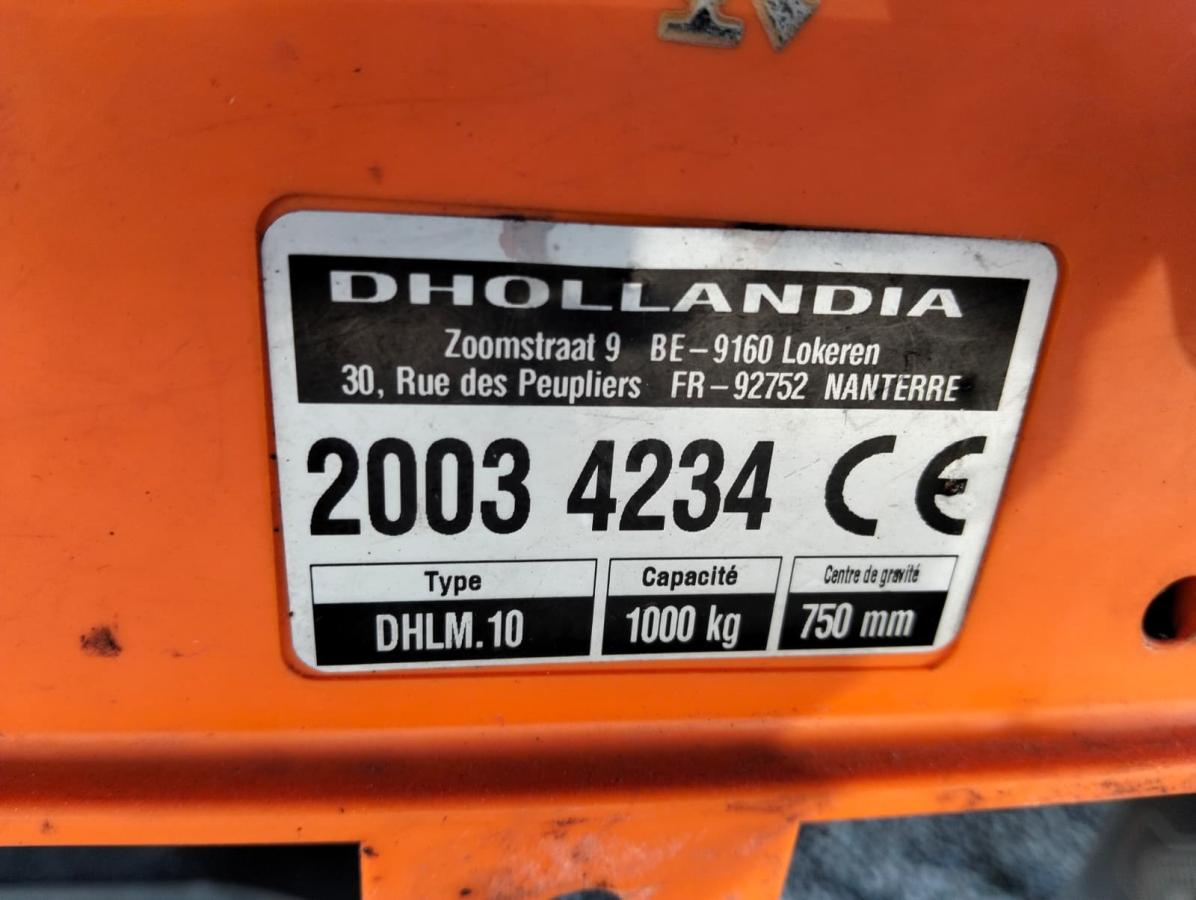 DHOLLANDIA
Zoomstraat 9 BE-9160 Lokeren
30, Rue des Peupliers FR-92752 NANTERRE
2003 4234 CE
Type Capacité Centre de gravité
DHLM.10 1000 kg 750 mm